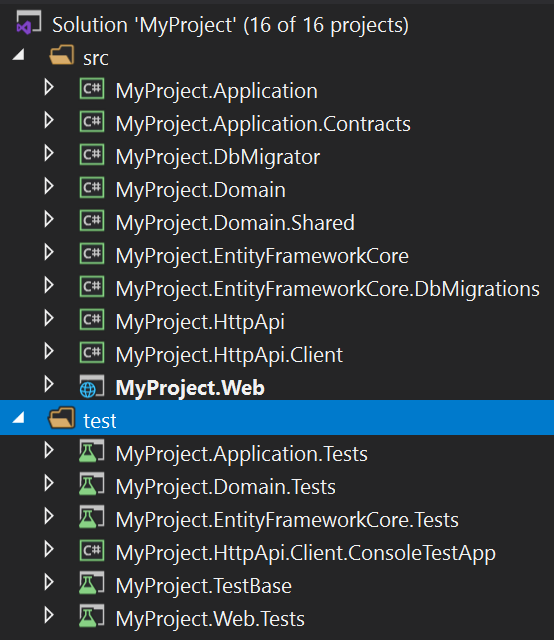 Solution 'MyProject' (16 of 16 projects)
src
C# MyProject.Application
C# MyProject.Application.Contracts
C# MyProject.DbMigrator
C# MyProject.Domain
C# MyProject.Domain.Shared
C# MyProject.EntityFrameworkCore
C# MyProject.EntityFrameworkCore.DbMigrations
C# MyProject.HttpApi
C# MyProject.HttpApi.Client
MyProject.Web
test
MyProject.Application.Tests
MyProject.Domain.Tests
MyProject.EntityFrameworkCore.Tests
C# MyProject.HttpApi.Client.ConsoleTestApp
MyProject.TestBase
MyProject.Web.Tests